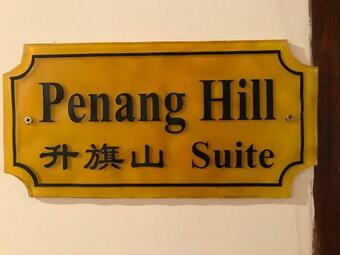 Penang Hill
升旗山 Suite